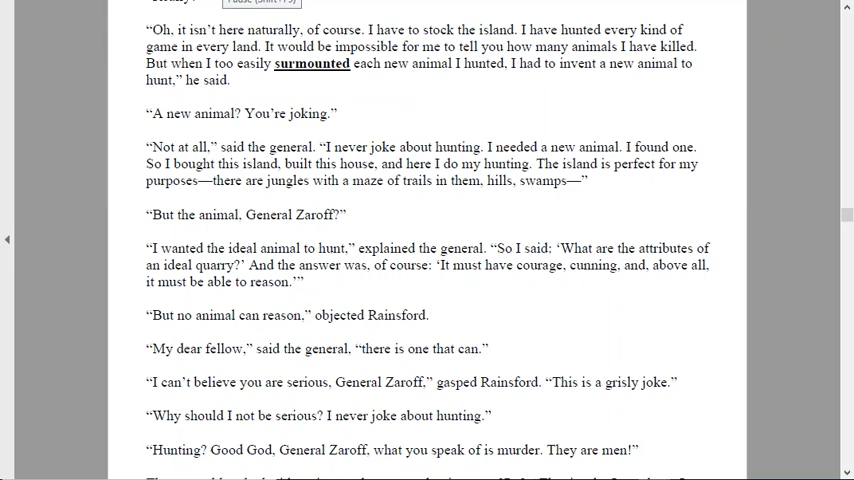 Pause (Shift+F5)
“Oh, it isn’t here naturally, of course. I have to stock the island. I have hunted every kind of
game in every land. It would be impossible for me to tell you how many animals I have killed.
But when I too easily surmounted each new animal I hunted, I had to invent a new animal to
hunt,” he said.
“A new animal? You’re joking.”
“Not at all,” said the general. “I never joke about hunting. I needed a new animal. I found one.
So I bought this island, built this house, and here I do my hunting. The island is perfect for my
purposes—there are jungles with a maze of trails in them, hills, swamps—”
“But the animal, General Zaroff?”
“I wanted the ideal animal to hunt,” explained the general. “So I said: ‘What are the attributes of
an ideal quarry?’ And the answer was, of course: ‘It must have courage, cunning, and, above all,
it must be able to reason.’”
“But no animal can reason,” objected Rainsford.
“My dear fellow,” said the general, “there is one that can.”
“I can’t believe you are serious, General Zaroff,” gasped Rainsford. “This is a grisly joke.”
“Why should I not be serious? I never joke about hunting.”
“Hunting? Good God, General Zaroff, what you speak of is murder. They are men!”